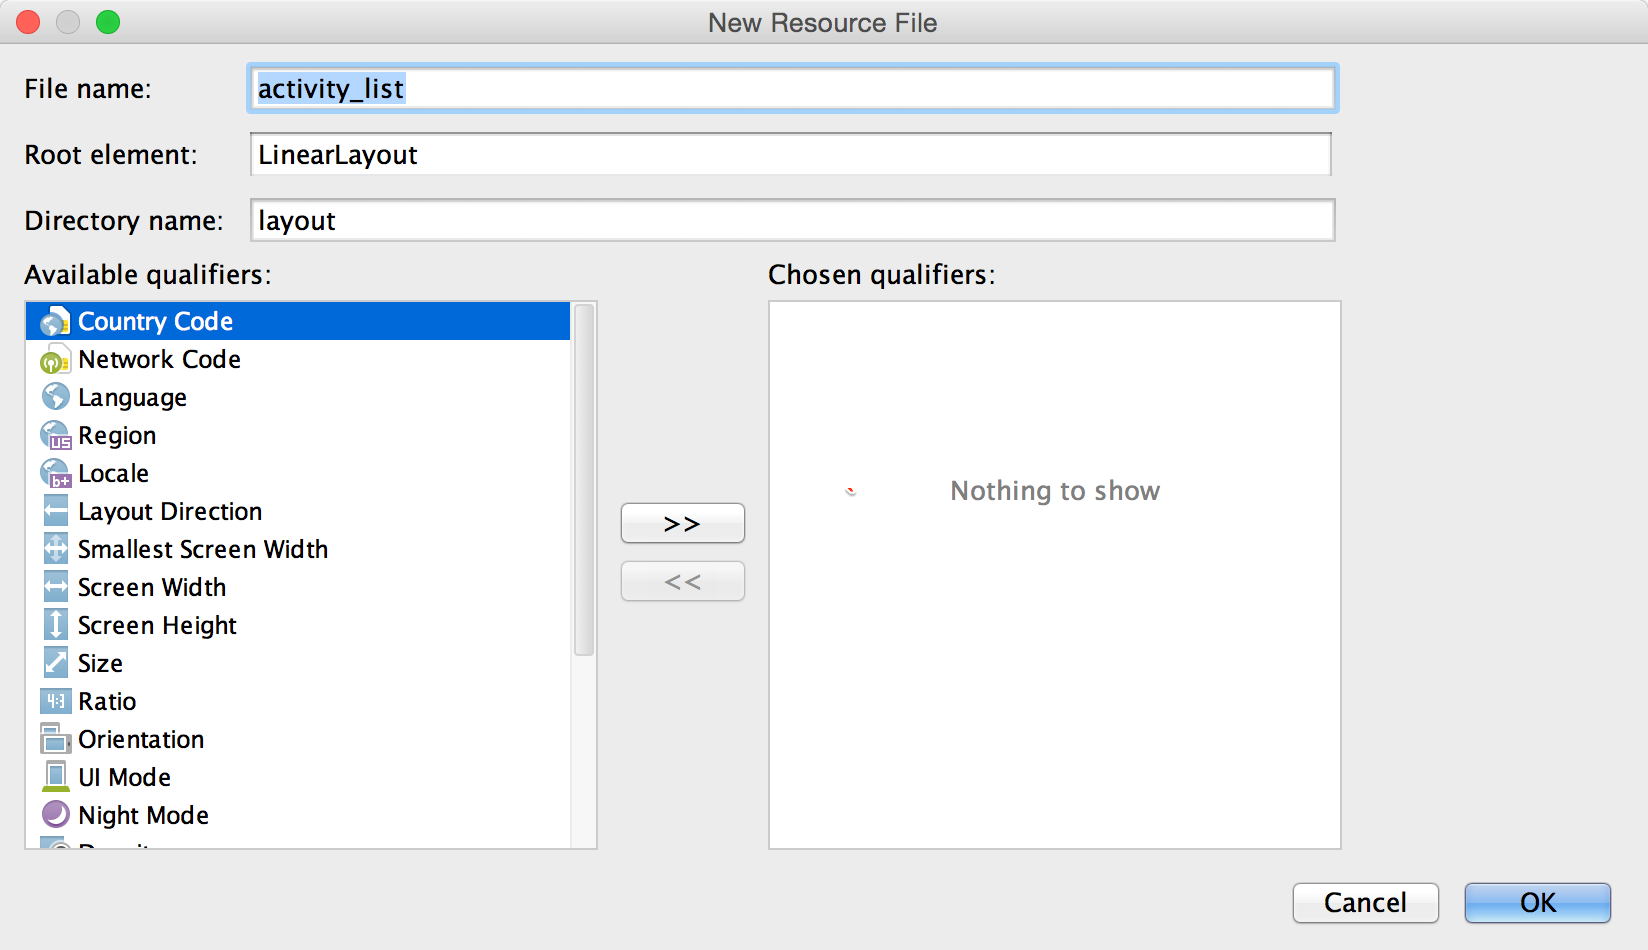 New Resource File
File name: activity_list
Root element: LinearLayout
Directory name: layout
Available qualifiers:
Chosen qualifiers:
Country Code
Network Code
Language
Region
Locale
Layout Direction
Smallest Screen Width
Screen Width
Screen Height
Size
Ratio
Orientation
UI Mode
Night Mode
>>
<<
Nothing to show
Cancel
OK